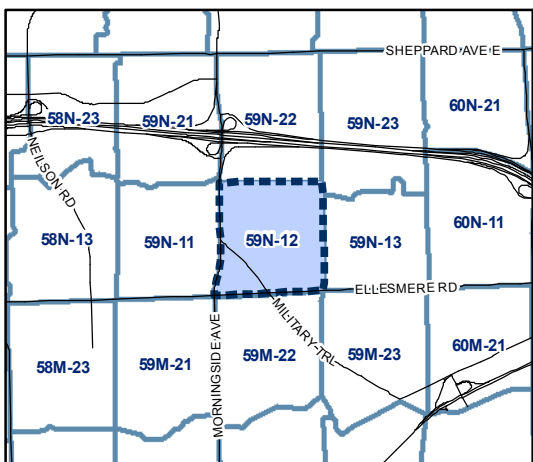 SHEPPARD AVE E
58N-23
59N-21
59N-22
59N-23
60N-21
NEILSON RD
58N-13
59N-11
59N-12
59N-13
60N-11
ELLESMERE RD
MILITARY TRL
MORNINGSIDE AVE
58M-23
59M-21
59M-22
59M-23
60M-21